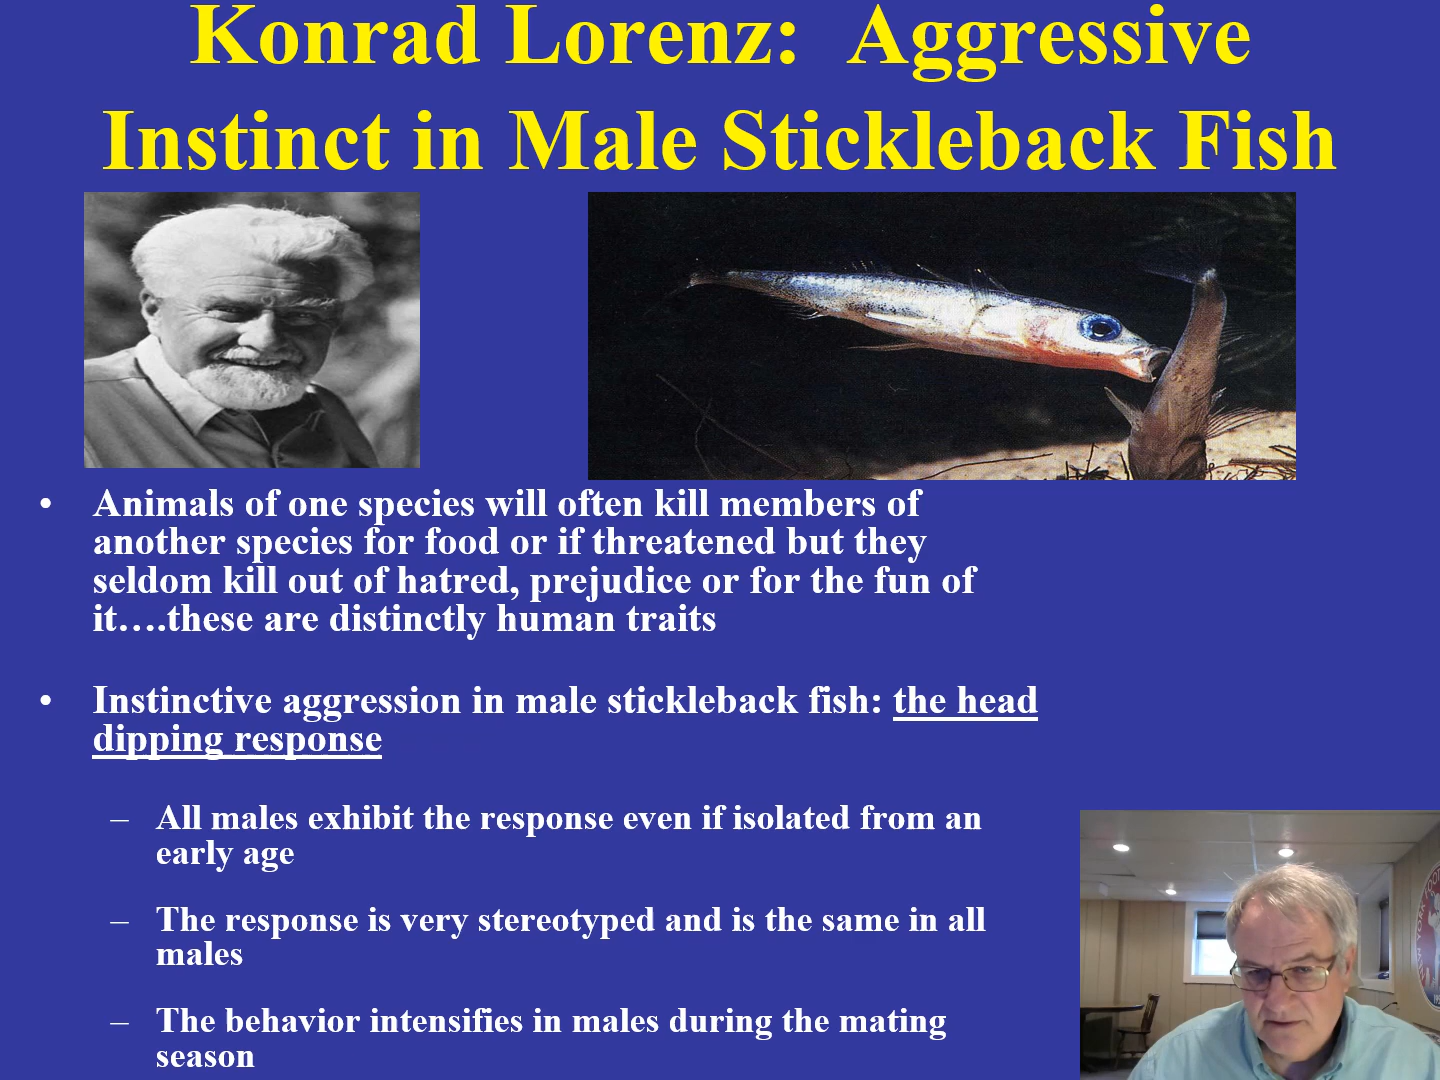 Konrad Lorenz:  Aggressive
Instinct in Male Stickleback Fish
• Animals of one species will often kill members of
another species for food or if threatened but they
seldom kill out of hatred, prejudice or for the fun of
it….these are distinctly human traits
• Instinctive aggression in male stickleback fish: the head
dipping response
– All males exhibit the response even if isolated from an
early age
– The response is very stereotyped and is the same in all
males
– The behavior intensifies in males during the mating
season